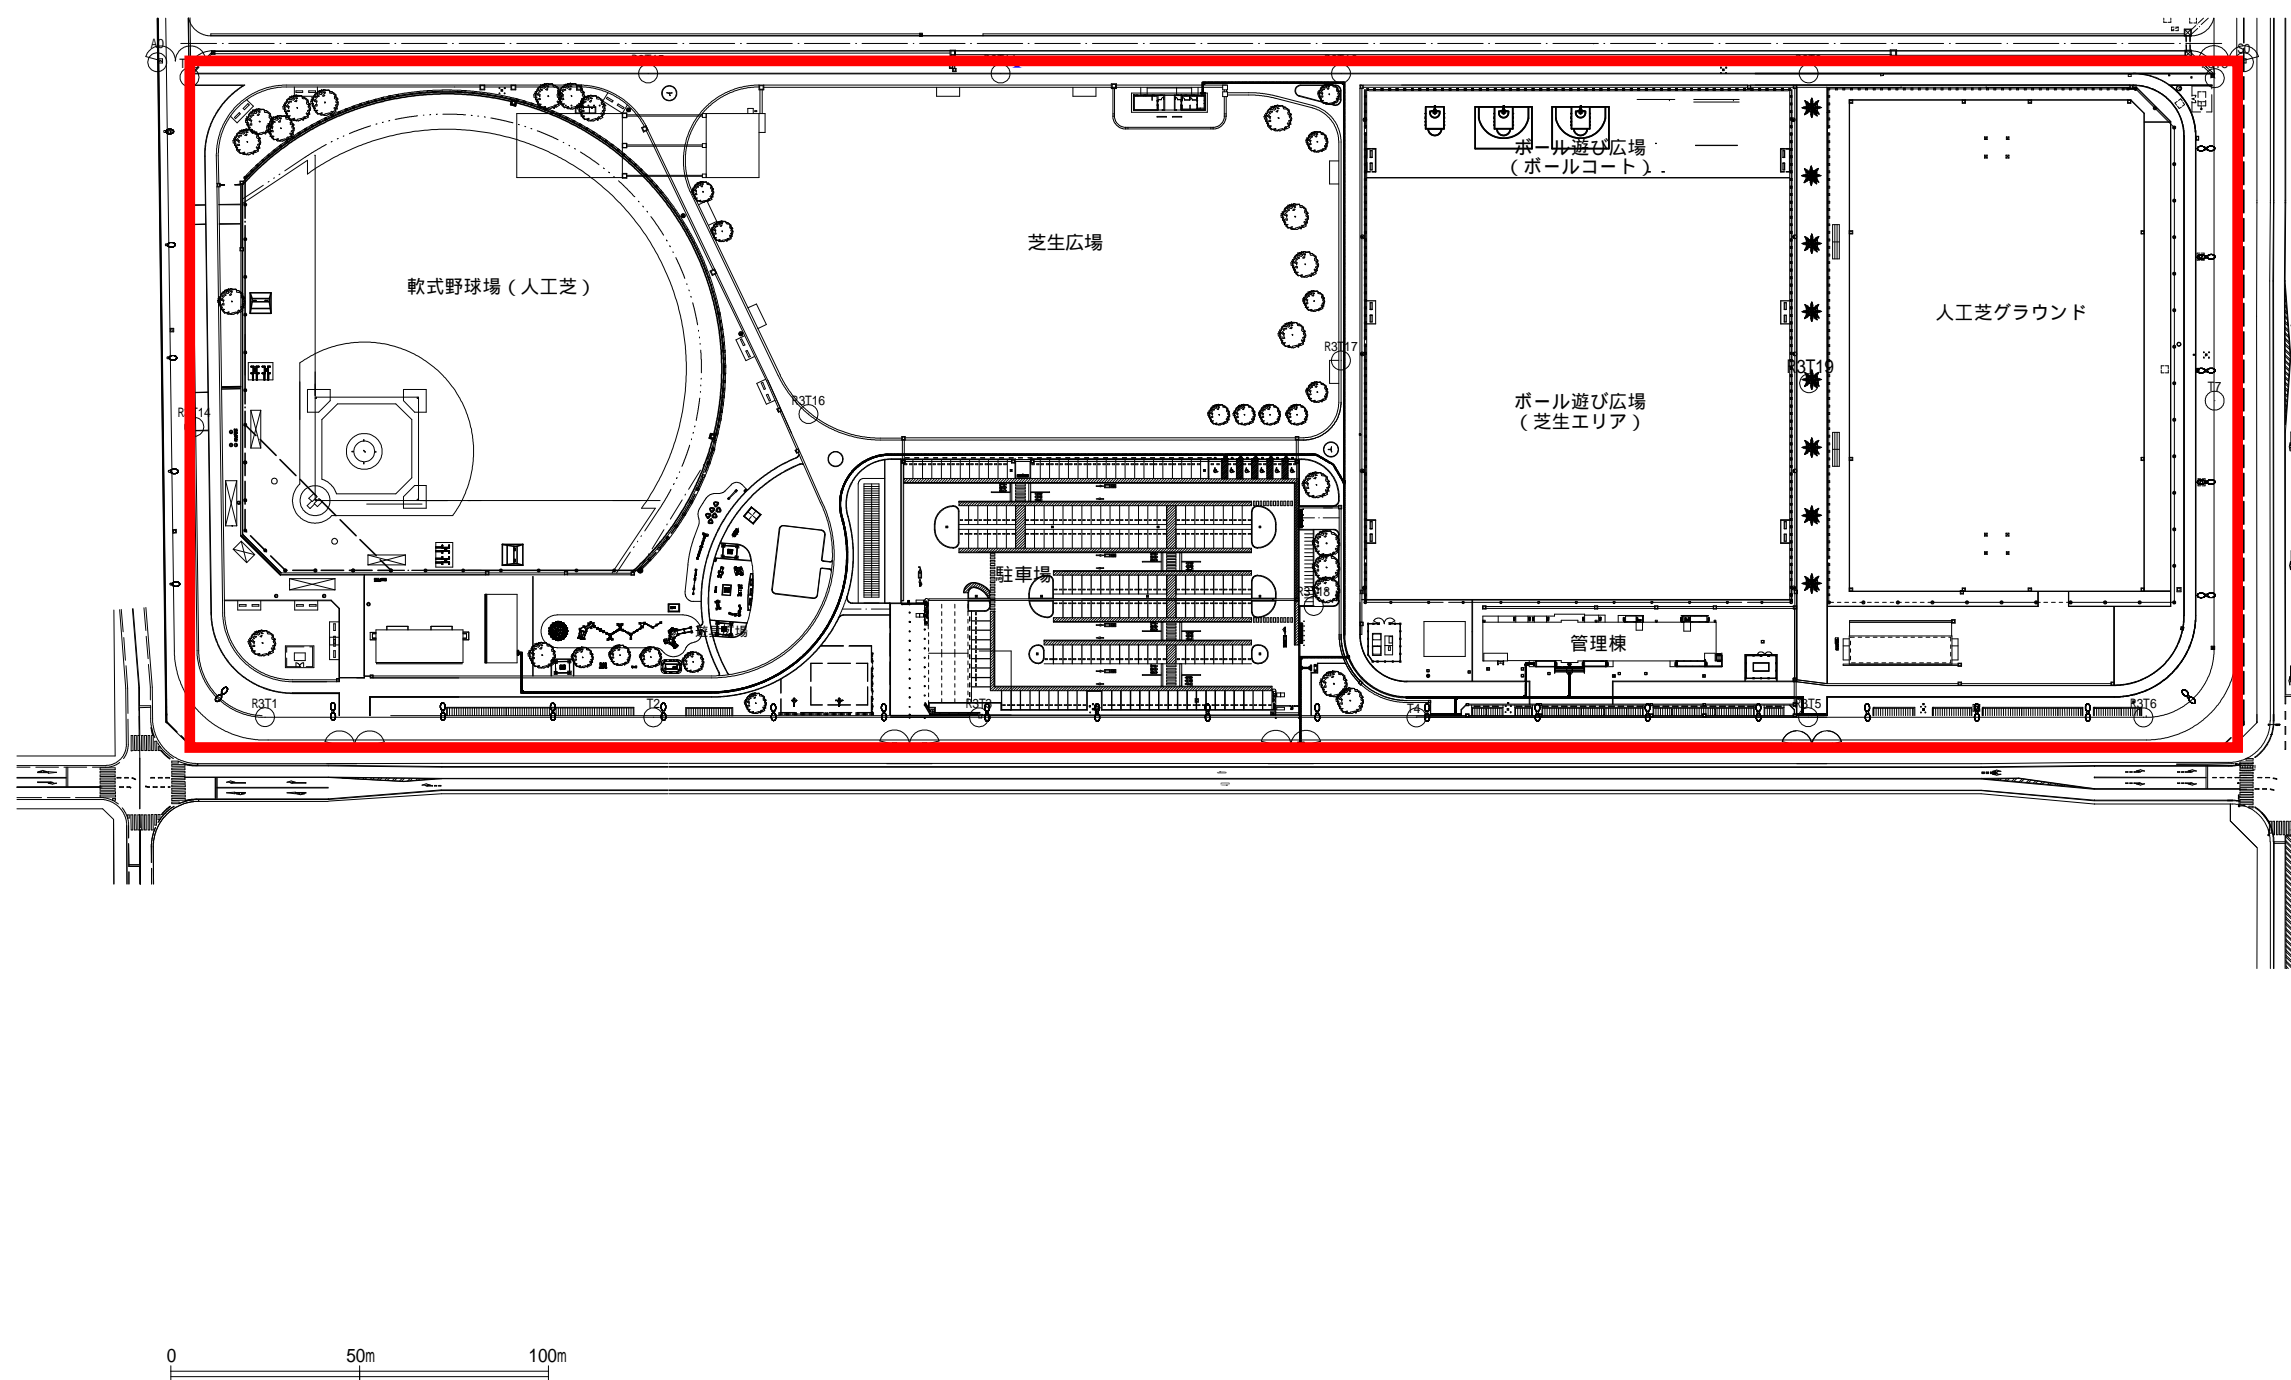 A0
ボール遊び広場
（ボールコート）
芝生広場
軟式野球場（人工芝）
人工芝グラウンド
R3T17
R3T19
T7
R3T16
ボール遊び広場
（芝生エリア）
R3T14
駐車場
R3T18
管理棟
R3T1
T2
T4
R3T6
0 50m 100m